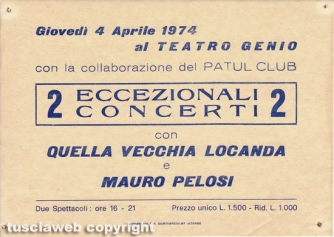 Giovedì 4 Aprile 1974
al TEATRO GENIO
con la collaborazione del PATUL CLUB
2 ECCEZIONALI CONCERTI 2
con
QUELLA VECCHIA LOCANDA
e
MAURO PELOSI
Due Spettacoli: ore 16 - 21
Prezzo unico L. 1.500 - Rid. L. 1.000
tusciaweb copyright